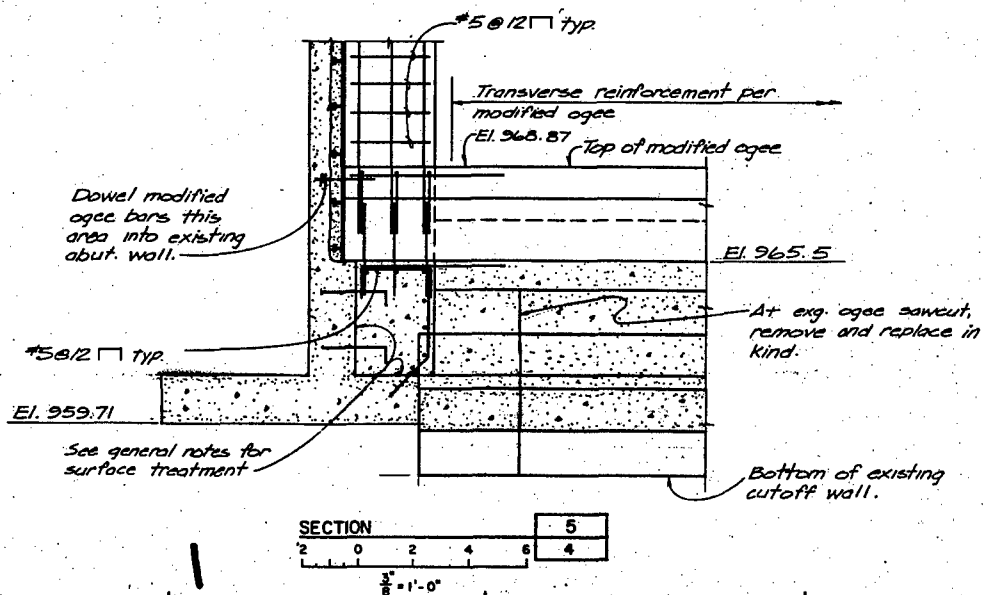 #5@12⊓ typ.
Transverse reinforcement per
modified ogee
El. 968.87
Top of modified ogee
Dowel modified
ogee bars this
area into existing
abut. wall.
El. 965.5
At exg. ogee sawcut,
remove and replace in
kind.
#5@12⊓ typ.
El. 959.71
See general notes for
surface treatment
Bottom of existing
cutoff wall.
SECTION 5
4
2 0 2 4 6
3/8" = 1'-0"